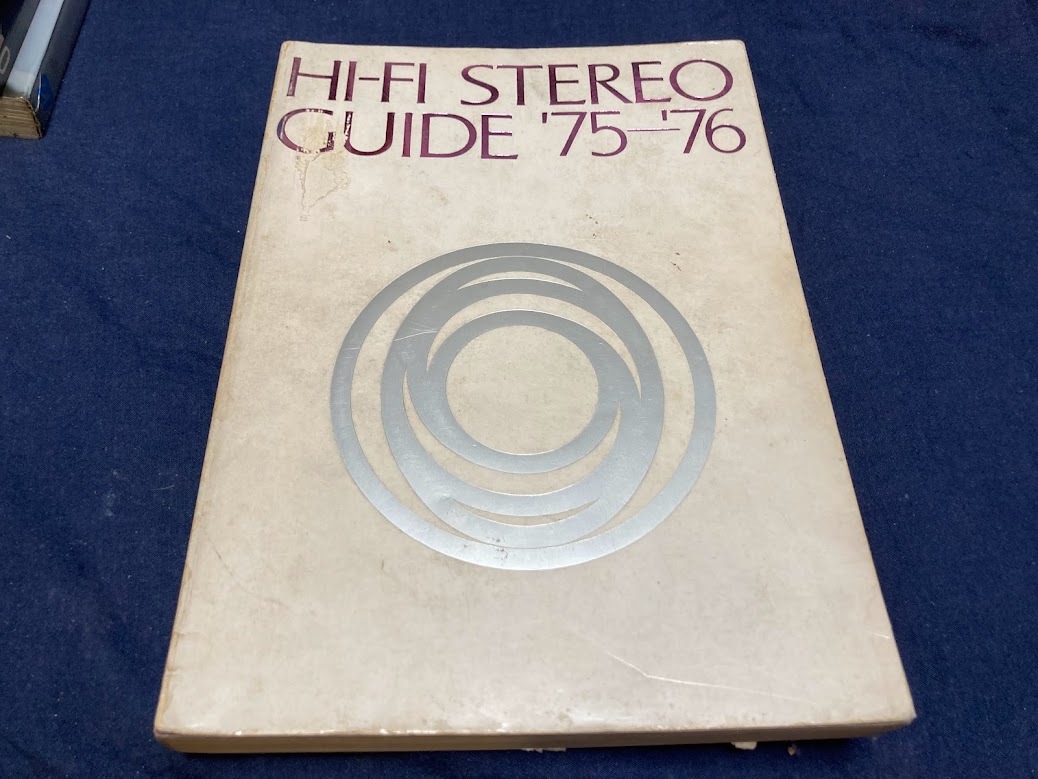 HI-FI STEREO
GUIDE '75—'76